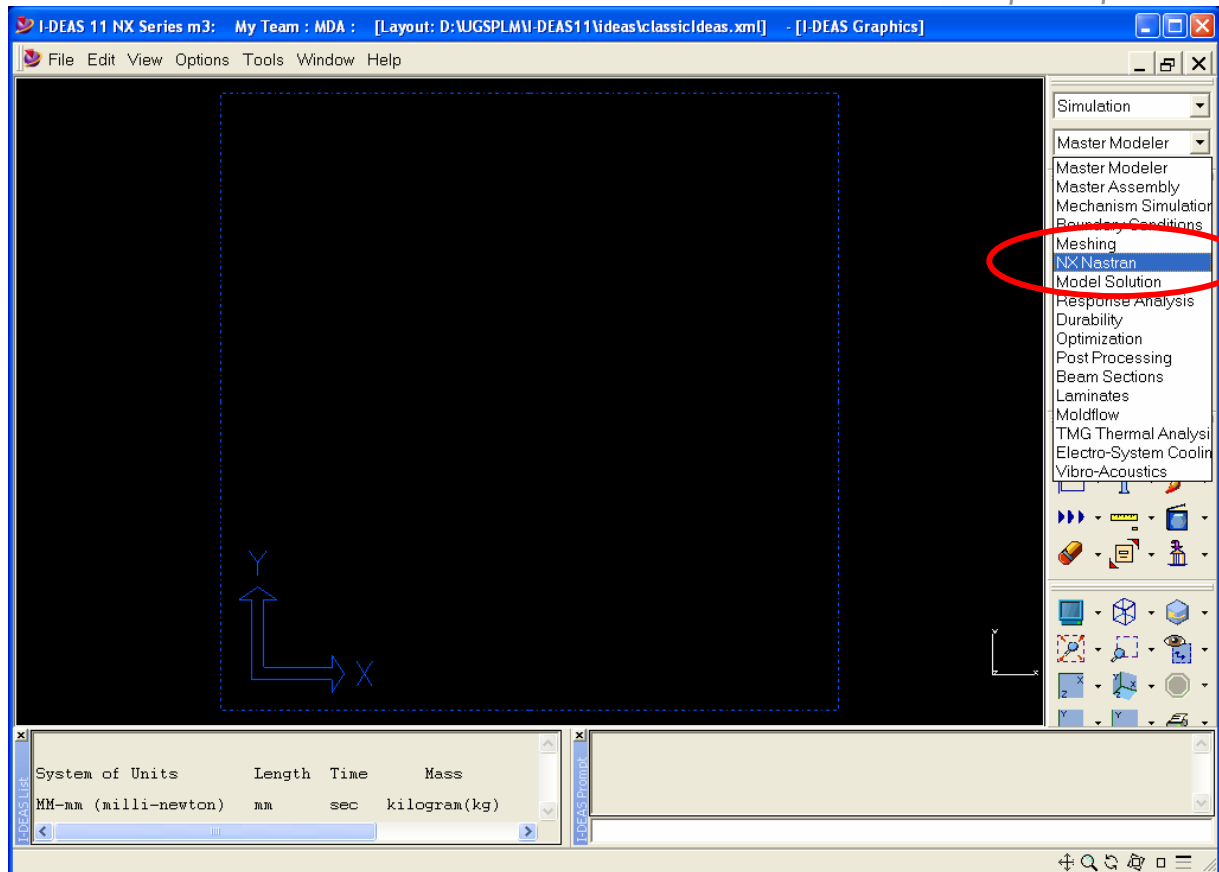 I-DEAS 11 NX Series m3: My Team : MDA : [Layout: D:\UGSPLM\I-DEAS11\ideas\classicIdeas.xml] - [I-DEAS Graphics]
File Edit View Options Tools Window Help
Simulation
Master Modeler
Master Modeler
Master Assembly
Mechanism Simulation
Boundary Conditions
Meshing
NX Nastran
Model Solution
Response Analysis
Durability
Optimization
Post Processing
Beam Sections
Laminates
Moldflow
TMG Thermal Analysi
Electro-System Coolin
Vibro-Acoustics
Y
X
I-DEAS List
System of Units Length Time Mass
MM-mm (milli-newton) mm sec kilogram(kg)
I-DEAS Prompt